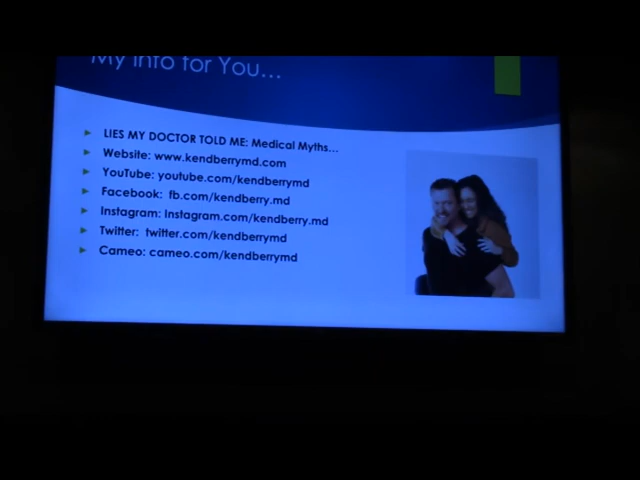 My Info for You...
LIES MY DOCTOR TOLD ME: Medical Myths...
Website: www.kendberrymd.com
YouTube: youtube.com/kendberrymd
Facebook: fb.com/kendberry.md
Instagram: Instagram.com/kendberry.md
Twitter: twitter.com/kendberrymd
Cameo: cameo.com/kendberrymd